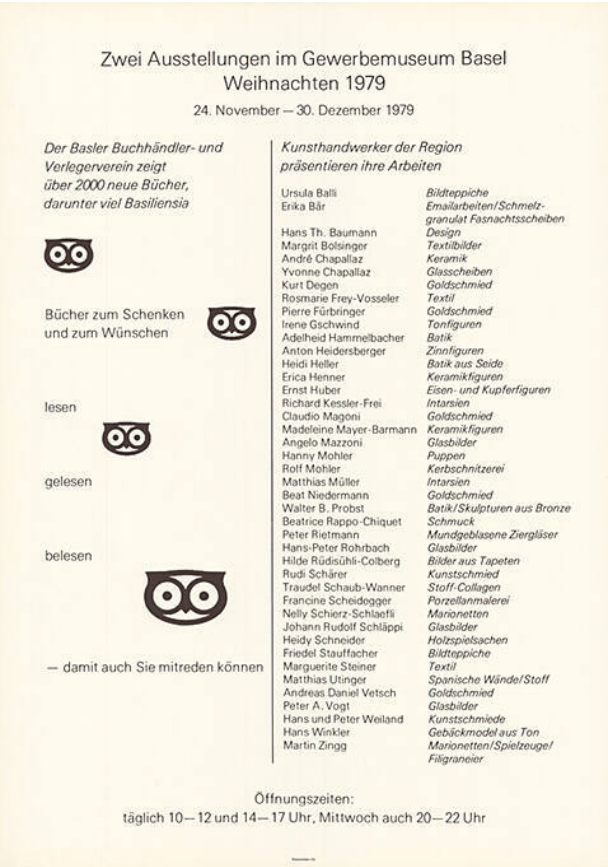 Zwei Ausstellungen im Gewerbemuseum Basel
Weihnachten 1979
24. November — 30. Dezember 1979
Der Basler Buchhändler- und
Verlegerverein zeigt
über 2000 neue Bücher,
darunter viel Basiliensia
Bücher zum Schenken
und zum Wünschen
lesen
gelesen
belesen
— damit auch Sie mitreden können
Kunsthandwerker der Region
präsentieren ihre Arbeiten
Ursula Balli Bildteppiche
Erika Bär Emailarbeiten/Schmelz-
granulat Fasnachtsscheiben
Hans Th. Baumann Design
Margrit Bolsinger Textilbilder
André Chapallaz Keramik
Yvonne Chapallaz Glasscheiben
Kurt Degen Goldschmied
Rosmarie Frey-Vosseler Textil
Pierre Fürbringer Goldschmied
Irene Gschwind Tonfiguren
Adelheid Hammelbacher Batik
Anton Heidersberger Zinnfiguren
Heidi Heller Batik aus Seide
Erica Henner Keramikfiguren
Ernst Huber Eisen- und Kupferfiguren
Richard Kessler-Frei Intarsien
Claudio Magoni Goldschmied
Madeleine Mayer-Barmann Keramikfiguren
Angelo Mazzoni Glasbilder
Hanny Mohler Puppen
Rolf Mohler Kerbschnitzerei
Matthias Müller Intarsien
Beat Niedermann Goldschmied
Walter B. Probst Batik/Skulpturen aus Bronze
Beatrice Rappo-Chiquet Schmuck
Peter Rietmann Mundgeblasene Ziergläser
Hans-Peter Rohrbach Glasbilder
Hilde Rüdisühli-Colberg Bilder aus Tapeten
Rudi Schärer Kunstschmied
Traudel Schaub-Wanner Stoff-Collagen
Francine Scheidegger Porzellanmalerei
Nelly Schierz-Schlaefli Marionetten
Johann Rudolf Schläppi Glasbilder
Heidy Schneider Holzspielsachen
Friedel Stauffacher Bildteppiche
Marguerite Steiner Textil
Matthias Utinger Spanische Wände/Stoff
Andreas Daniel Vetsch Goldschmied
Peter A. Vogt Glasbilder
Hans und Peter Weiland Kunstschmiede
Hans Winkler Gebäckmodel aus Ton
Martin Zingg Marionetten/Spielzeuge/
Filigraneier
Öffnungszeiten:
täglich 10—12 und 14—17 Uhr, Mittwoch auch 20—22 Uhr